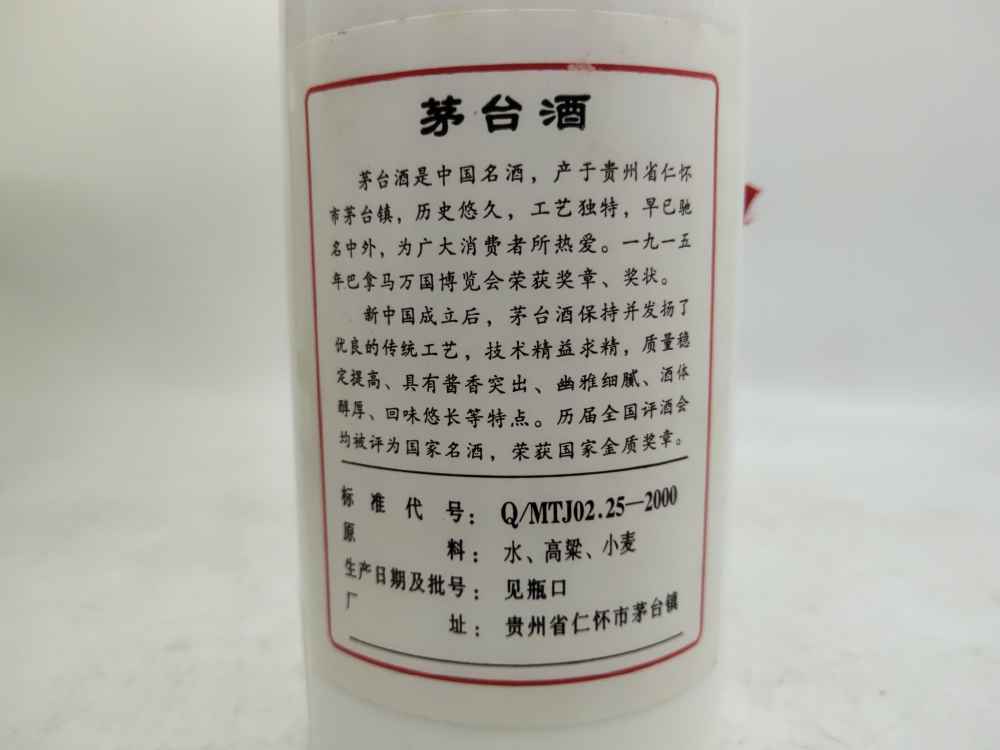 茅台酒
茅台酒是中国名酒，产于贵州省仁怀
市茅台镇，历史悠久，工艺独特，早已驰
名中外，为广大消费者所热爱。一九一五
年巴拿马万国博览会荣获奖章、奖状。
新中国成立后，茅台酒保持并发扬了
优良的传统工艺，技术精益求精，质量稳
定提高、具有酱香突出、幽雅细腻、酒体
醇厚、回味悠长等特点。历届全国评酒会
均被评为国家名酒，荣获国家金质奖章。
标准代号：Q/MTJ02.25—2000
原料：水、高粱、小麦
生产日期及批号：见瓶口
厂址：贵州省仁怀市茅台镇